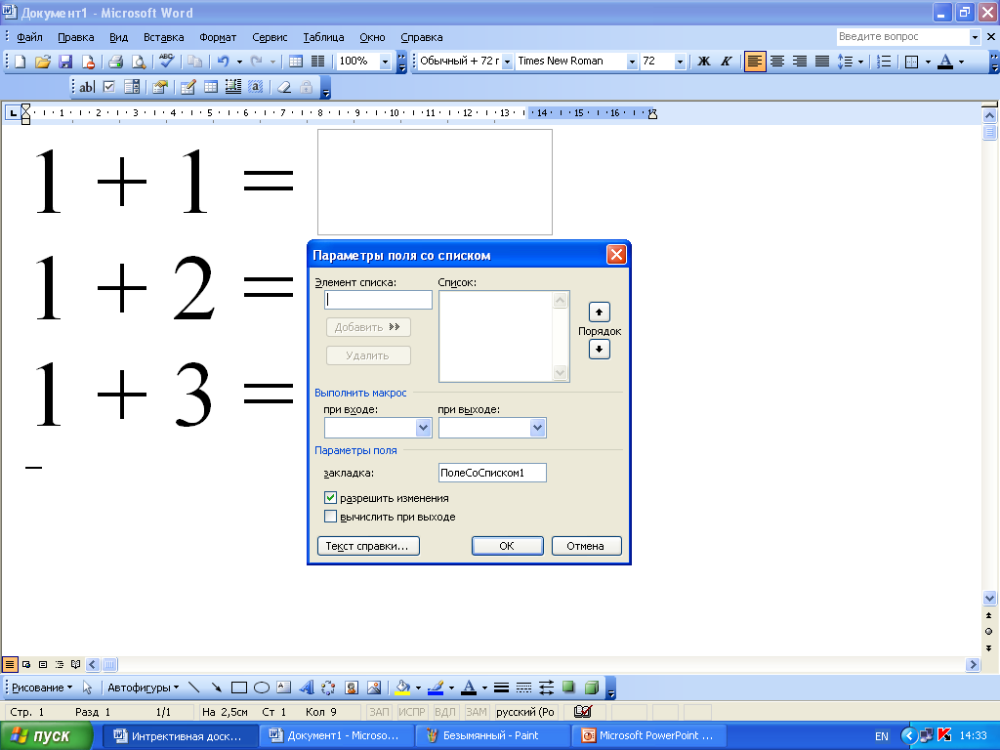 Документ1 - Microsoft Word
Файл Правка Вид Вставка Формат Сервис Таблица Окно Справка Введите вопрос
100% Обычный + 72 г Times New Roman 72 Ж К
ab
1 2 3 4 5 6 7 8 9 10 11 12 13 14 15 16
1 + 1 =
1 + 2 =
1 + 3 =
Параметры поля со списком
Элемент списка: Список:
Добавить
Удалить
Порядок
Выполнить макрос
при входе: при выходе:
Параметры поля
закладка: ПолеСоСписком1
разрешить изменения
вычислить при выходе
Текст справки... ОК Отмена
Рисование Автофигуры
Стр. 1 Разд 1 1/1 На 2,5см Ст 1 Кол 9 ЗАП ИСПР ВДЛ ЗАМ русский (Ро
пуск Интрективная доск... Документ1 - Microso... Безымянный - Paint Microsoft PowerPoint ... EN 14:33